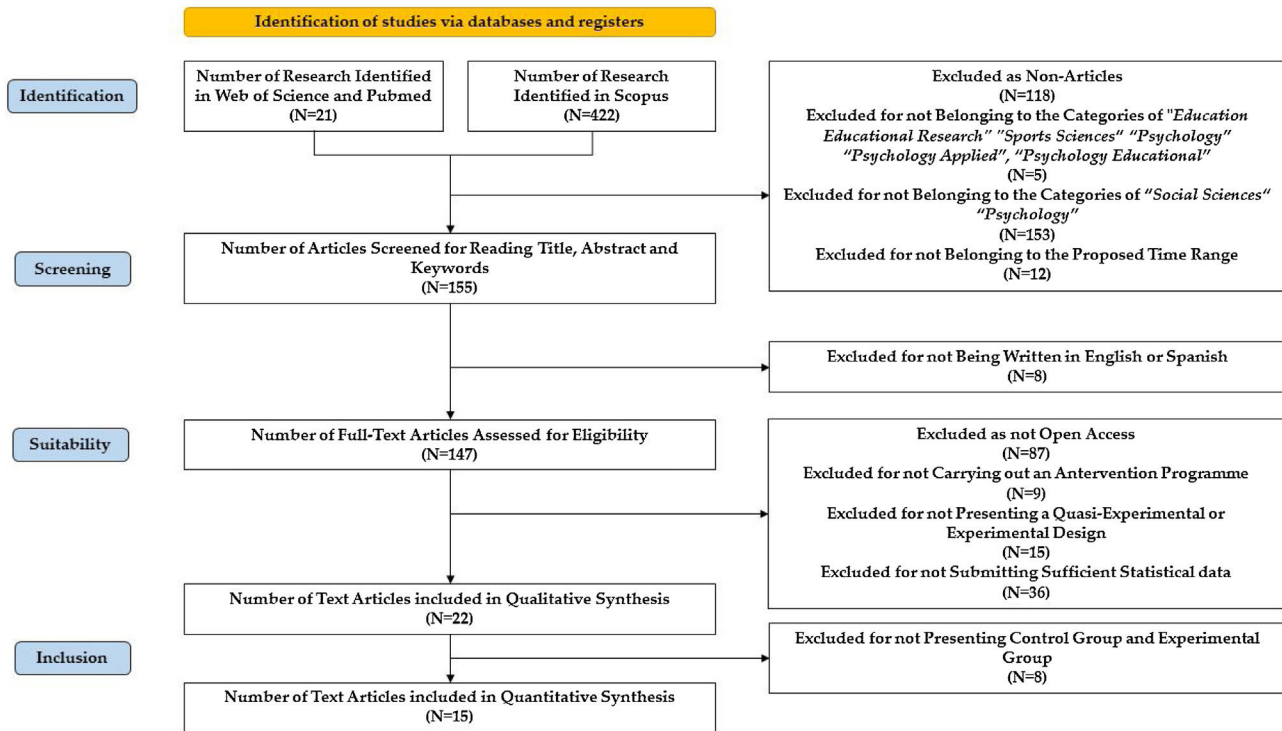 Identification of studies via databases and registers
Identification
Number of Research Identified
in Web of Science and Pubmed
(N=21)
Number of Research
Identified in Scopus
(N=422)
Excluded as Non-Articles
(N=118)
Excluded for not Belonging to the Categories of "Education
Educational Research" "Sports Sciences" "Psychology"
"Psychology Applied", "Psychology Educational"
(N=5)
Excluded for not Belonging to the Categories of "Social Sciences"
"Psychology"
(N=153)
Excluded for not Belonging to the Proposed Time Range
(N=12)
Screening
Number of Articles Screened for Reading Title, Abstract and
Keywords
(N=155)
Excluded for not Being Written in English or Spanish
(N=8)
Suitability
Number of Full-Text Articles Assessed for Eligibility
(N=147)
Excluded as not Open Access
(N=87)
Excluded for not Carrying out an Antervention Programme
(N=9)
Excluded for not Presenting a Quasi-Experimental or
Experimental Design
(N=15)
Excluded for not Submitting Sufficient Statistical data
(N=36)
Number of Text Articles included in Qualitative Synthesis
(N=22)
Inclusion
Excluded for not Presenting Control Group and Experimental
Group
(N=8)
Number of Text Articles included in Quantitative Synthesis
(N=15)